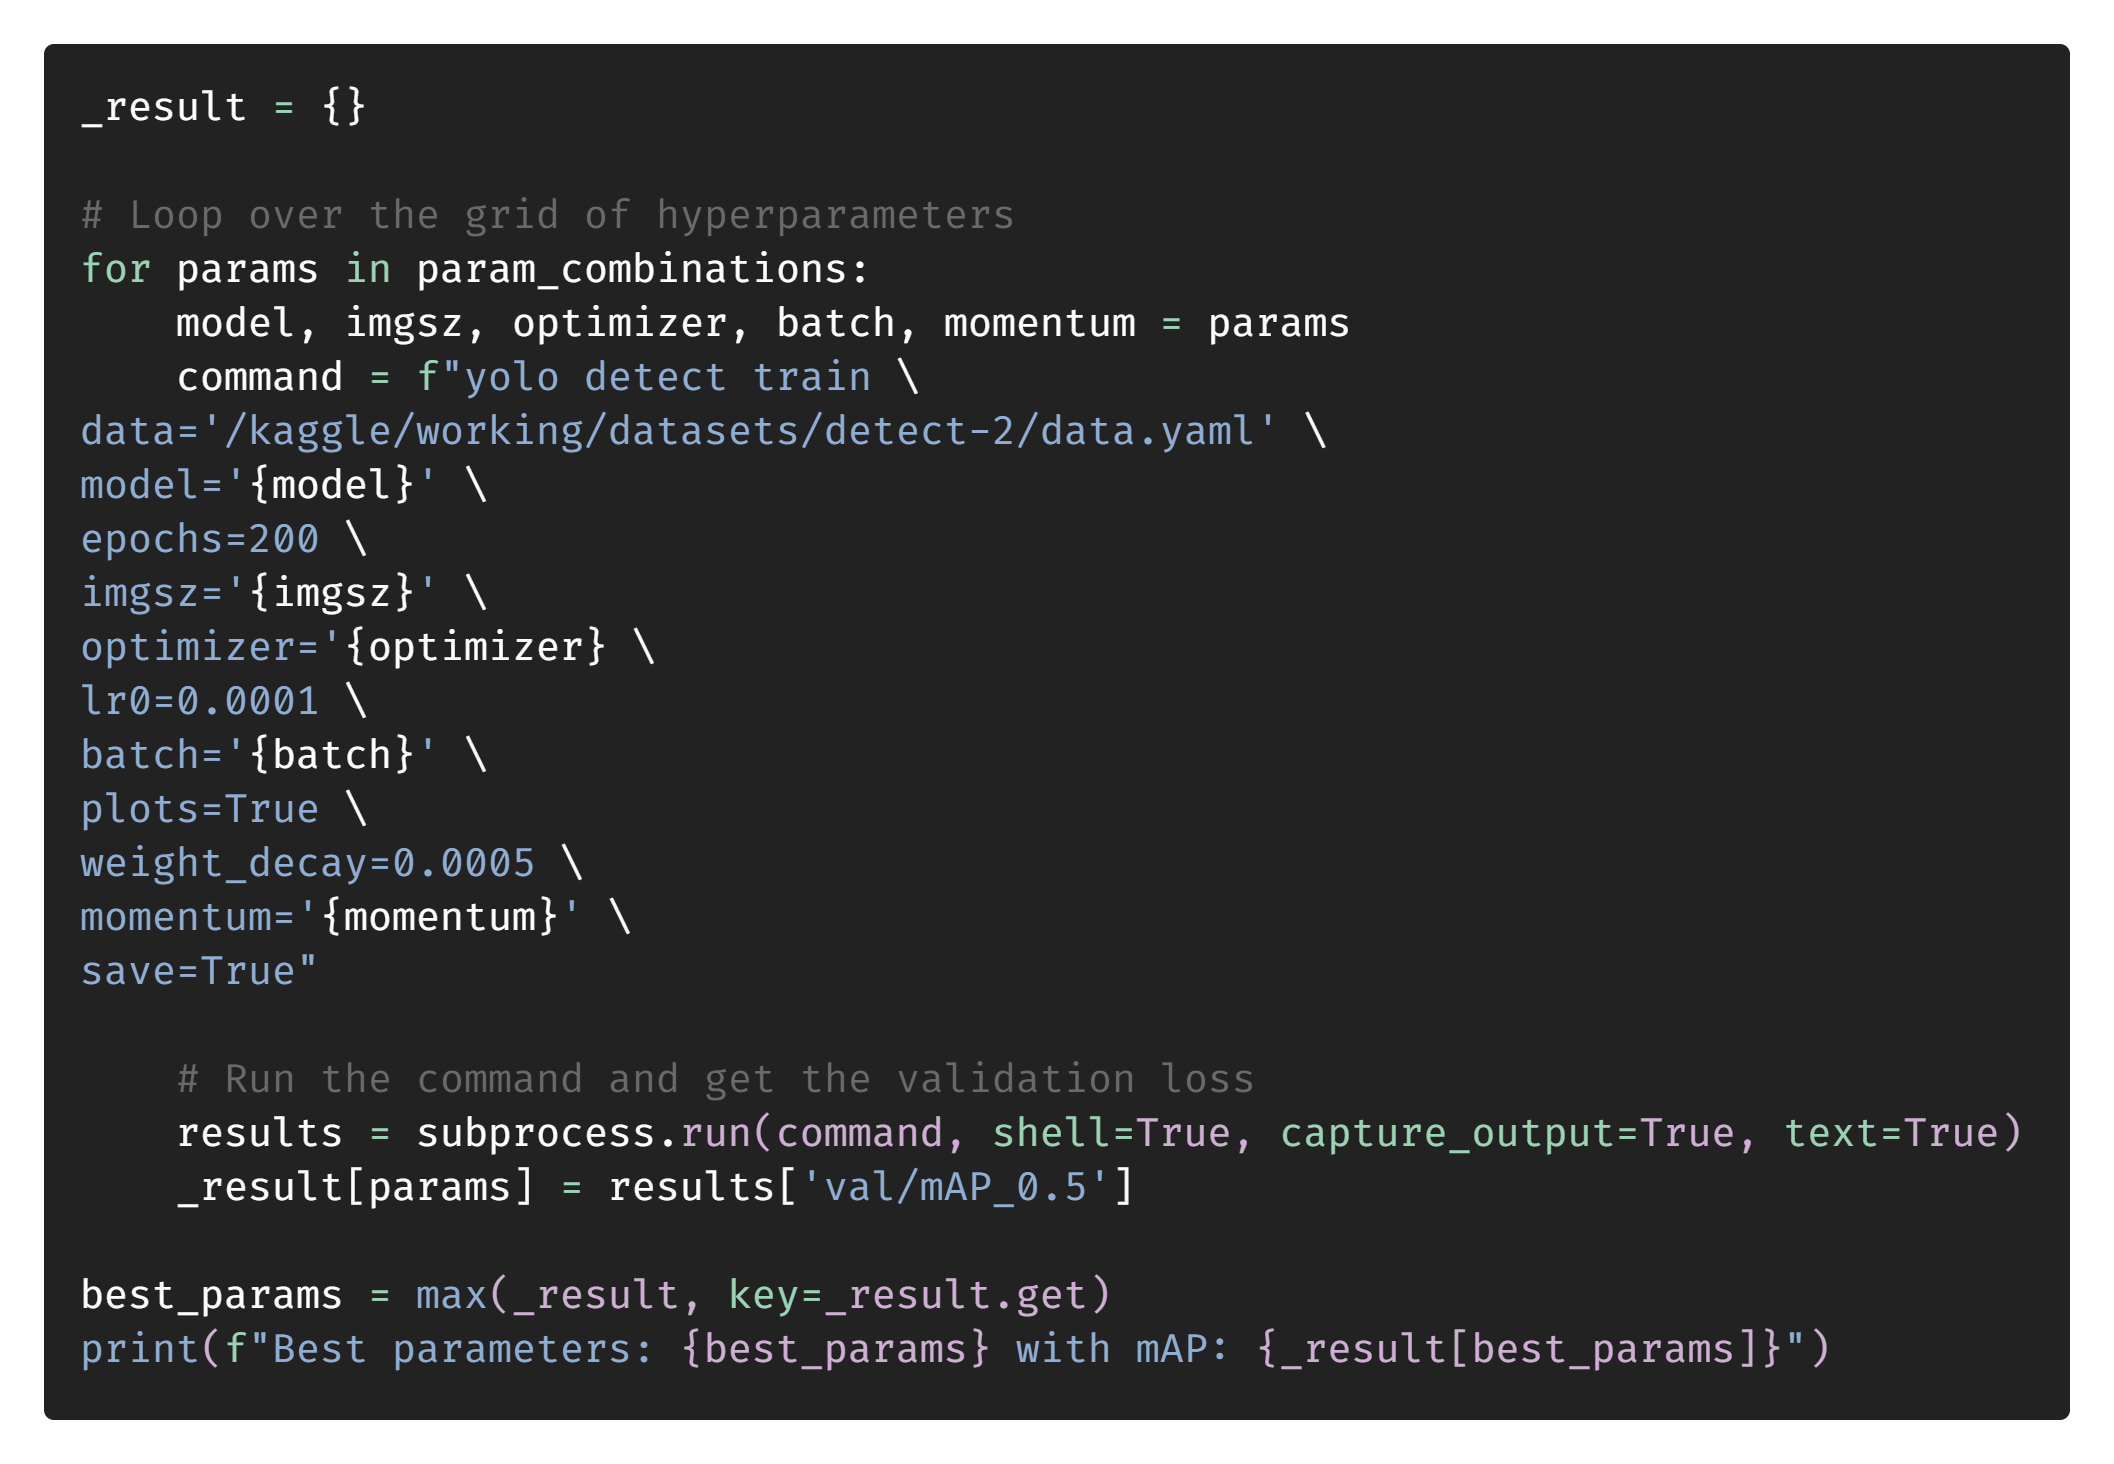 _result = {}

# Loop over the grid of hyperparameters
for params in param_combinations:
    model, imgsz, optimizer, batch, momentum = params
    command = f"yolo detect train \
data='/kaggle/working/datasets/detect-2/data.yaml' \
model='{model}' \
epochs=200 \
imgsz='{imgsz}' \
optimizer='{optimizer} \
lr0=0.0001 \
batch='{batch}' \
plots=True \
weight_decay=0.0005 \
momentum='{momentum}' \
save=True"

    # Run the command and get the validation loss
    results = subprocess.run(command, shell=True, capture_output=True, text=True)
    _result[params] = results['val/mAP_0.5']

best_params = max(_result, key=_result.get)
print(f"Best parameters: {best_params} with mAP: {_result[best_params]}")